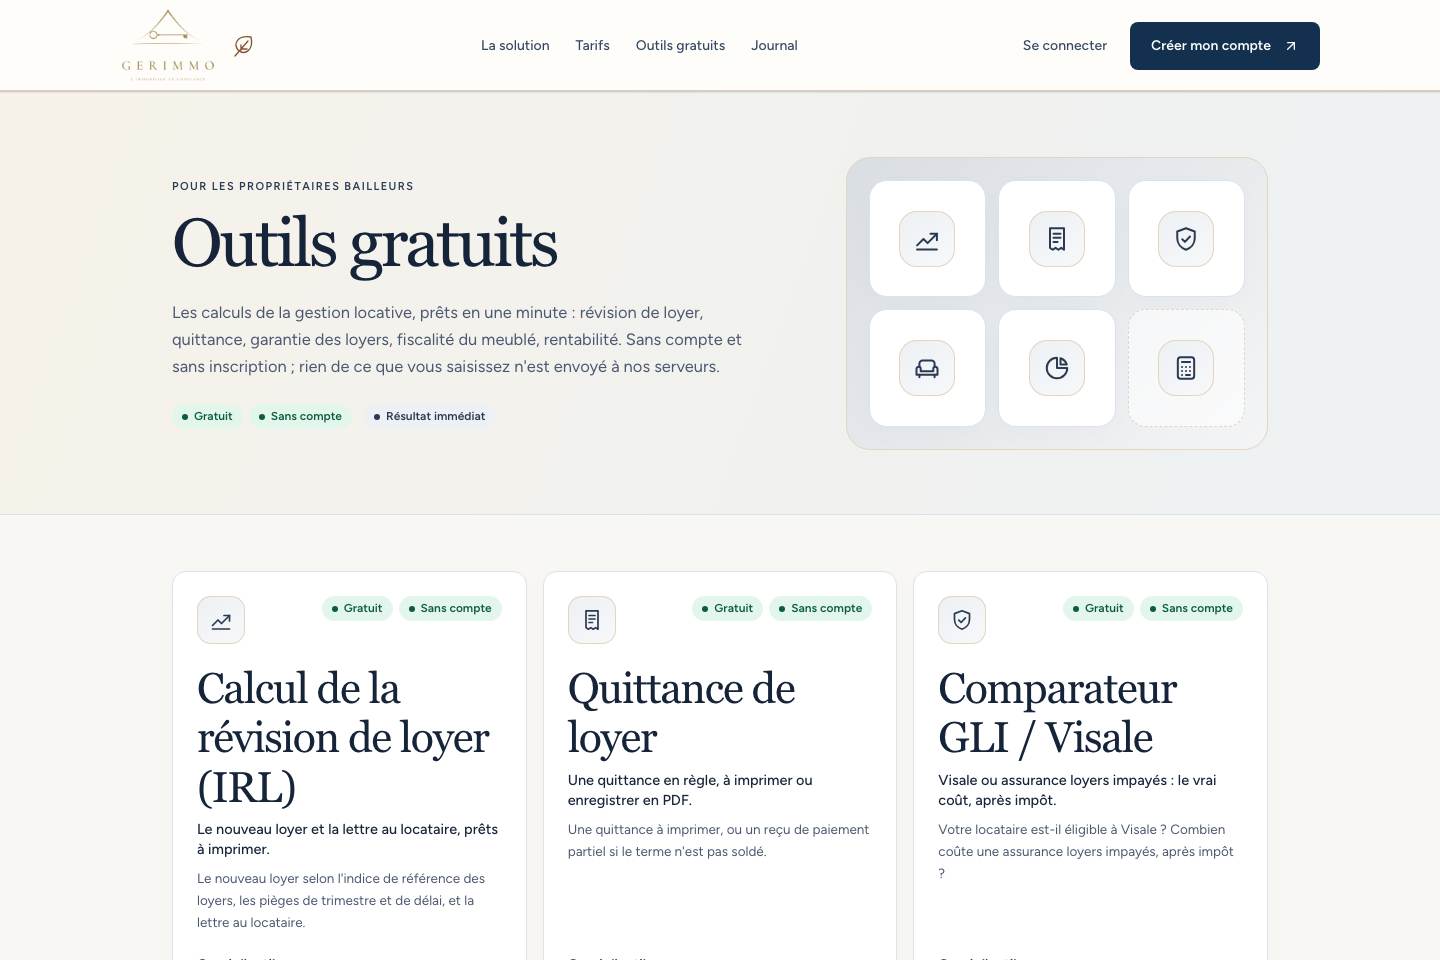 GERIMMO
La solution
Tarifs
Outils gratuits
Journal
Se connecter
Créer mon compte
POUR LES PROPRIÉTAIRES BAILLEURS
Outils gratuits
Les calculs de la gestion locative, prêts en une minute : révision de loyer,
quittance, garantie des loyers, fiscalité du meublé, rentabilité. Sans compte et
sans inscription ; rien de ce que vous saisissez n'est envoyé à nos serveurs.
Gratuit
Sans compte
Résultat immédiat
Gratuit
Sans compte
Calcul de la
révision de loyer
(IRL)
Le nouveau loyer et la lettre au locataire, prêts
à imprimer.
Le nouveau loyer selon l'indice de référence des
loyers, les pièges de trimestre et de délai, et la
lettre au locataire.
Gratuit
Sans compte
Quittance de
loyer
Une quittance en règle, à imprimer ou
enregistrer en PDF.
Une quittance à imprimer, ou un reçu de paiement
partiel si le terme n'est pas soldé.
Gratuit
Sans compte
Comparateur
GLI / Visale
Visale ou assurance loyers impayés : le vrai
coût, après impôt.
Votre locataire est-il éligible à Visale ? Combien
coûte une assurance loyers impayés, après impôt
?